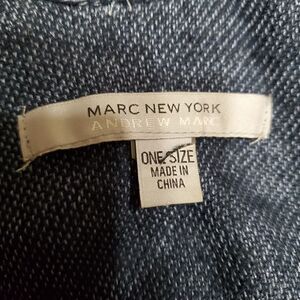 MARC NEW YORK
ANDREW MARC
ONE SIZE
MADE IN
CHINA